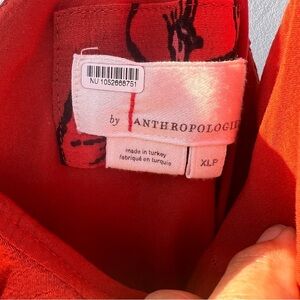 NU 1052668751
by ANTHROPOLOGIE
made in turkey
fabriqué en turquie
XLP